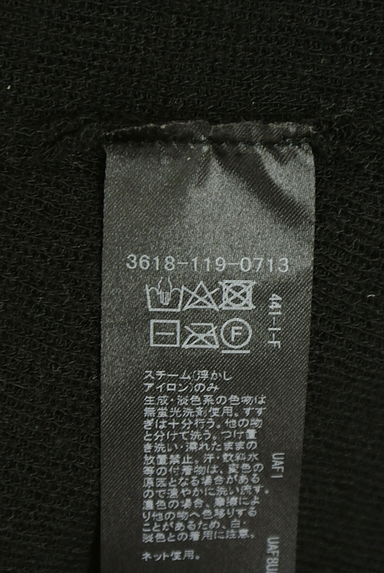 3618-119-0713
F
スチーム(浮かし
アイロン)のみ
生成・淡色系の色物は
無蛍光洗剤使用。すす
ぎは十分行う。他の物
と分けて洗う。つけ置
き洗い・濡れたままの
放置禁止。汗・飲料水
等の付着物は、変色の
原因となる場合がある
ので速やかに洗い流す。
濃色の場合、摩擦によ
り他の物へ色移りする
ことがあるため、白・
淡色との着用に注意。
ネット使用。
441-I-F
UAF I